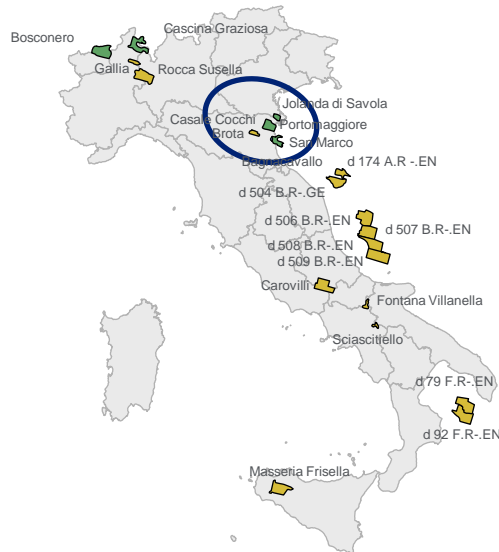 Bosconero
Cascina Graziosa
Gallia
Rocca Susella
Jolanda di Savola
Casale Cocchi
Portomaggiore
Brota
San Marco
Bagnacavallo
d 174 A.R -.EN
d 504 B.R-.GE
d 506 B.R-.EN
d 507 B.R-.EN
d 508 B.R-.EN
d 509 B.R-.EN
Carovilli
Fontana Villanella
Sciascitiello
d 79 F.R-.EN
d 92 F.R-.EN
Masseria Frisella